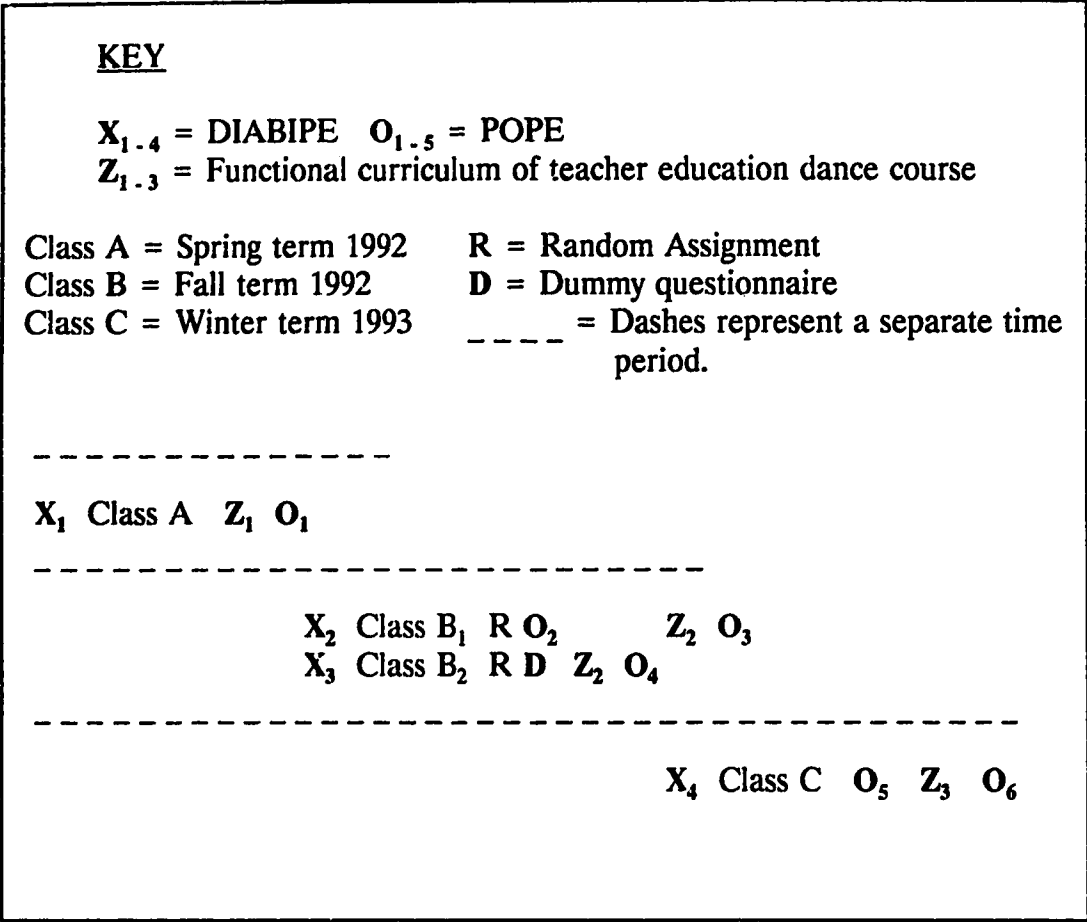 KEY
X₁₋₄ = DIABIPE O₁₋₅ = POPE
Z₁₋₃ = Functional curriculum of teacher education dance course
Class A = Spring term 1992 R = Random Assignment
Class B = Fall term 1992 D = Dummy questionnaire
Class C = Winter term 1993 _ _ _ _ = Dashes represent a separate time
period.
X₁ Class A Z₁ O₁
X₂ Class B₁ R O₂ Z₂ O₃
X₃ Class B₂ R D Z₂ O₄
X₄ Class C O₅ Z₃ O₆